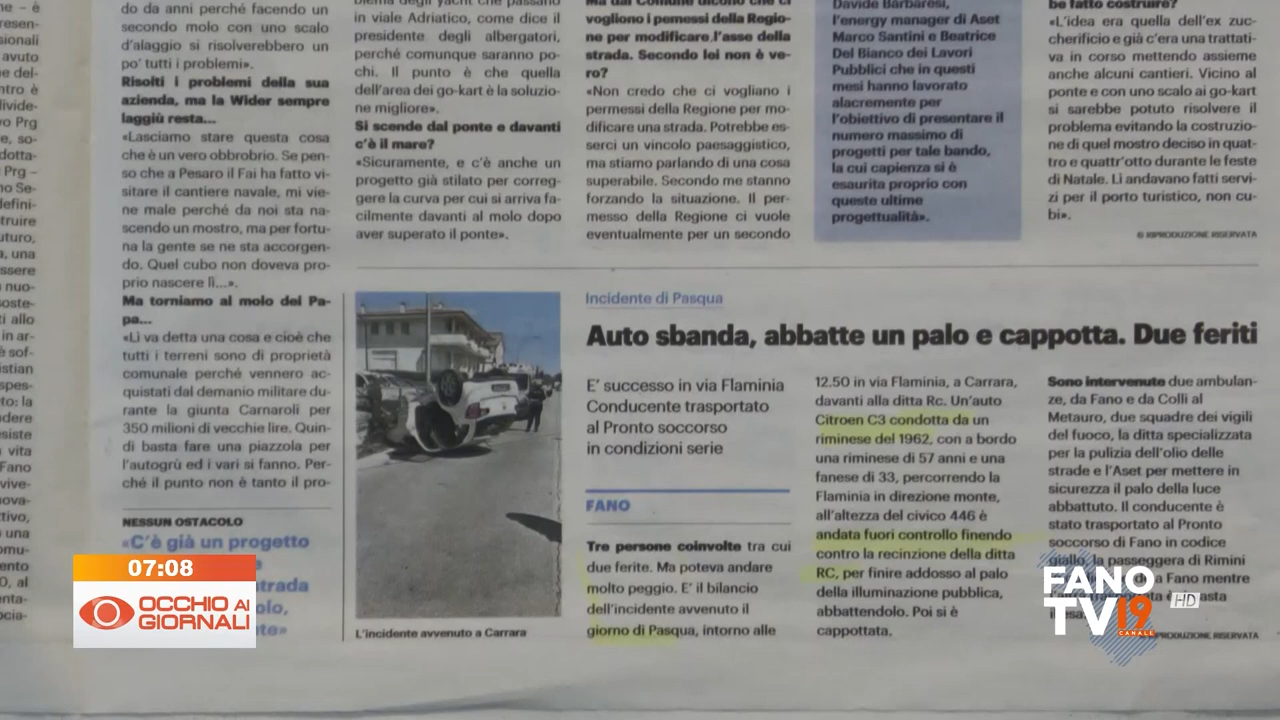 do da anni perché facendo un
secondo molo con uno scalo
d'alaggio si risolverebbero un
po' tutti i problemi».
Risolti i problemi della sua
azienda, ma la Wider sempre
laggiù resta...
«Lasciamo stare questa cosa
che è un vero obbrobrio. Se pen-
so che a Pesaro il Fai ha fatto vi-
sitare il cantiere navale, mi vie-
ne male perché da noi sta na-
scendo un mostro, ma per fortu-
na la gente se ne sta accorgen-
do. Quel cubo non doveva pro-
prio nascere lì...».
Ma torniamo al molo dei Pa-
pa...
«Lì va detta una cosa e cioè che
tutti i terreni sono di proprietà
comunale perché vennero ac-
quistati dal demanio militare du-
rante la giunta Carnaroli per
350 milioni di vecchie lire. Quin-
di basta fare una piazzola per
l'autogrù ed i vari si fanno. Per-
ché il punto non è tanto il pro-
NESSUN OSTACOLO
«C'è già un progetto
strada
nte»
in viale Adriatico, come dice il
presidente degli albergatori,
perché comunque saranno po-
chi. Il punto è che quella
dell'area dei go-kart è la soluzio-
ne migliore».
Si scende dal ponte e davanti
c'è il mare?
«Sicuramente, e c'è anche un
progetto già stilato per correg-
gere la curva per cui si arriva fa-
cilmente davanti al molo dopo
aver superato il ponte».
Ma dal Comune dicono che ci
vogliono i pemessi della Regio-
ne per modificare l'asse della
strada. Secondo lei non è ve-
ro?
«Non credo che ci vogliano i
permessi della Regione per mo-
dificare una strada. Potrebbe es-
serci un vincolo paesaggistico,
ma stiamo parlando di una cosa
superabile. Secondo me stanno
forzando la situazione. Il per-
messo della Regione ci vuole
eventualmente per un secondo
Davide Barbaresi,
l'energy manager di Aset
Marco Santini e Beatrice
Del Bianco dei Lavori
Pubblici che in questi
mesi hanno lavorato
alacremente per
l'obiettivo di presentare il
numero massimo di
progetti per tale bando,
la cui capienza si è
esaurita proprio con
queste ultime
progettualità».
be fatto costruire?
«L'idea era quella dell'ex zuc-
cherificio e già c'era una trattati-
va in corso mettendo assieme
anche alcuni cantieri. Vicino al
ponte e con uno scalo ai go-kart
si sarebbe potuto risolvere il
problema evitando la costruzio-
ne di quel mostro deciso in quat-
tro e quattr'otto durante le feste
di Natale. Lì andavano fatti servi-
zi per il porto turistico, non cu-
bi».
© RIPRODUZIONE RISERVATA
L'incidente avvenuto a Carrara
Incidente di Pasqua
Auto sbanda, abbatte un palo e cappotta. Due feriti
E' successo in via Flaminia
Conducente trasportato
al Pronto soccorso
in condizioni serie
FANO
Tre persone coinvolte tra cui
due ferite. Ma poteva andare
molto peggio. E' il bilancio
dell'incidente avvenuto il
giorno di Pasqua, intorno alle
12.50 in via Flaminia, a Carrara,
davanti alla ditta Rc. Un'auto
Citroen C3 condotta da un
riminese del 1962, con a bordo
una riminese di 57 anni e una
fanese di 33, percorrendo la
Flaminia in direzione monte,
all'altezza del civico 446 è
andata fuori controllo finendo
contro la recinzione della ditta
RC, per finire addosso al palo
della illuminazione pubblica,
abbattendolo. Poi si è
cappottata.
Sono intervenute due ambulan-
ze, da Fano e da Colli al
Metauro, due squadre dei vigili
del fuoco, la ditta specializzata
per la pulizia dell'olio delle
strade e l'Aset per mettere in
sicurezza il palo della luce
abbattuto. Il conducente è
stato trasportato al Pronto
soccorso di Fano in codice
giallo, la passeggera di Rimini
a Fano mentre
07:08
OCCHIO AI
GIORNALI
FANO
TV 19
CANALE
HD